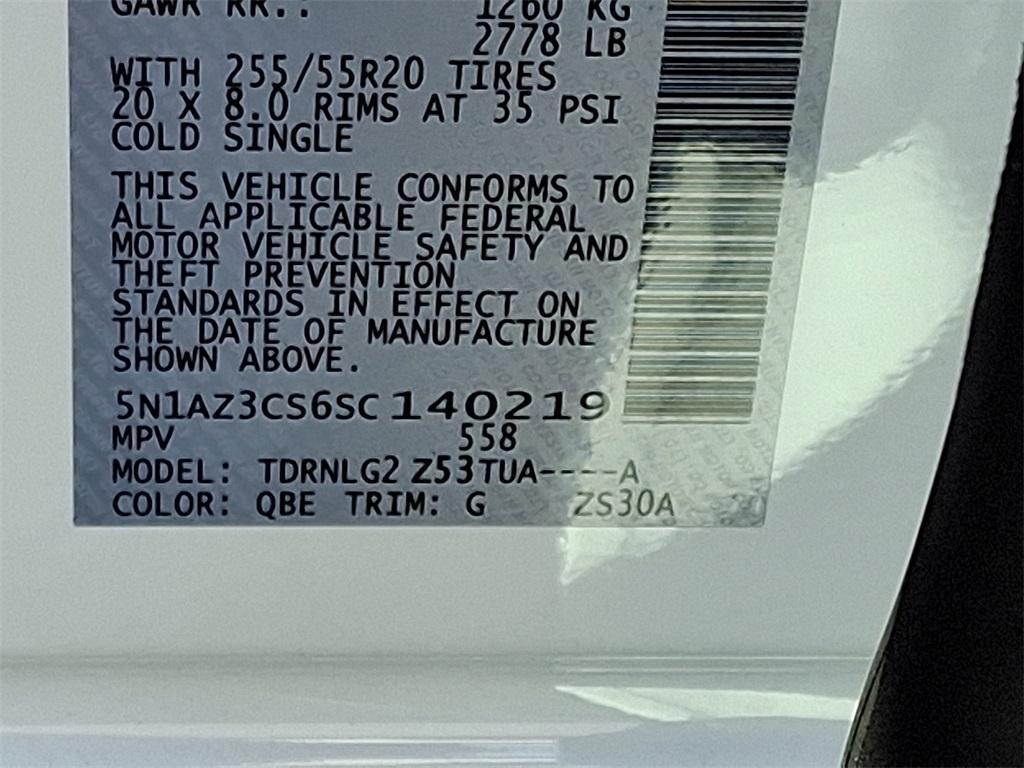 GAWR RR.: 1260 KG
2778 LB
WITH 255/55R20 TIRES
20 X 8.0 RIMS AT 35 PSI
COLD SINGLE
THIS VEHICLE CONFORMS TO
ALL APPLICABLE FEDERAL
MOTOR VEHICLE SAFETY AND
THEFT PREVENTION
STANDARDS IN EFFECT ON
THE DATE OF MANUFACTURE
SHOWN ABOVE.
5N1AZ3CS6SC140219
MPV 558
MODEL: TDRNLG2 Z53TUA----A
COLOR: QBE TRIM: G ZS30A